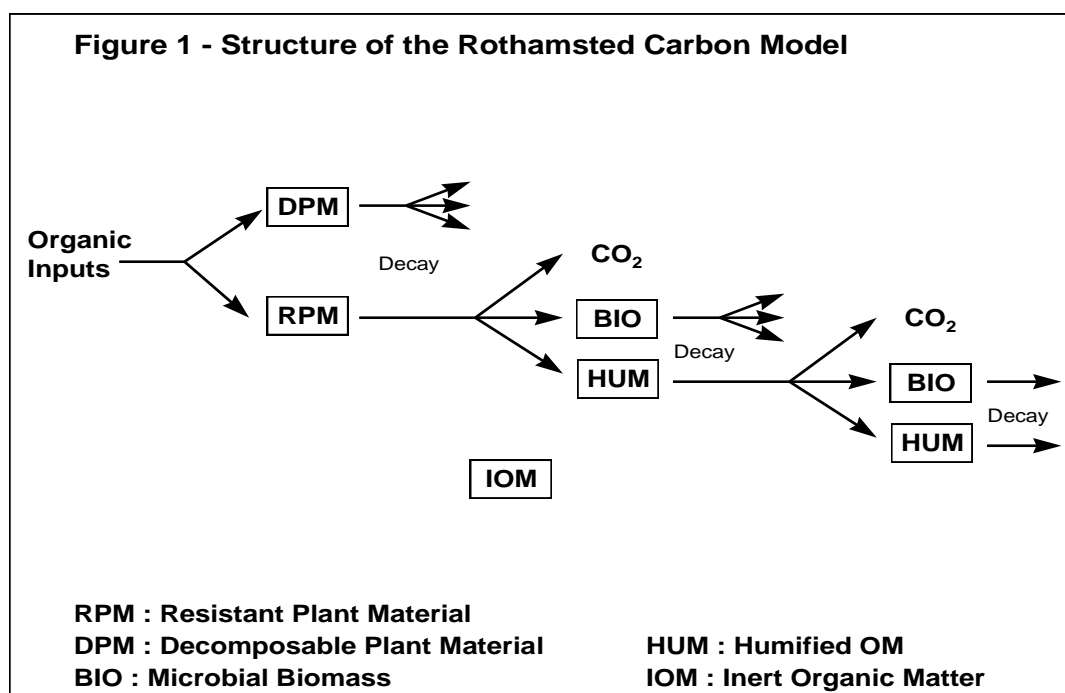 Figure 1 - Structure of the Rothamsted Carbon Model
DPM
Organic
Inputs
Decay
RPM
CO₂
BIO
Decay
HUM
CO₂
BIO
Decay
HUM
IOM
RPM : Resistant Plant Material
DPM : Decomposable Plant Material
HUM : Humified OM
BIO : Microbial Biomass
IOM : Inert Organic Matter